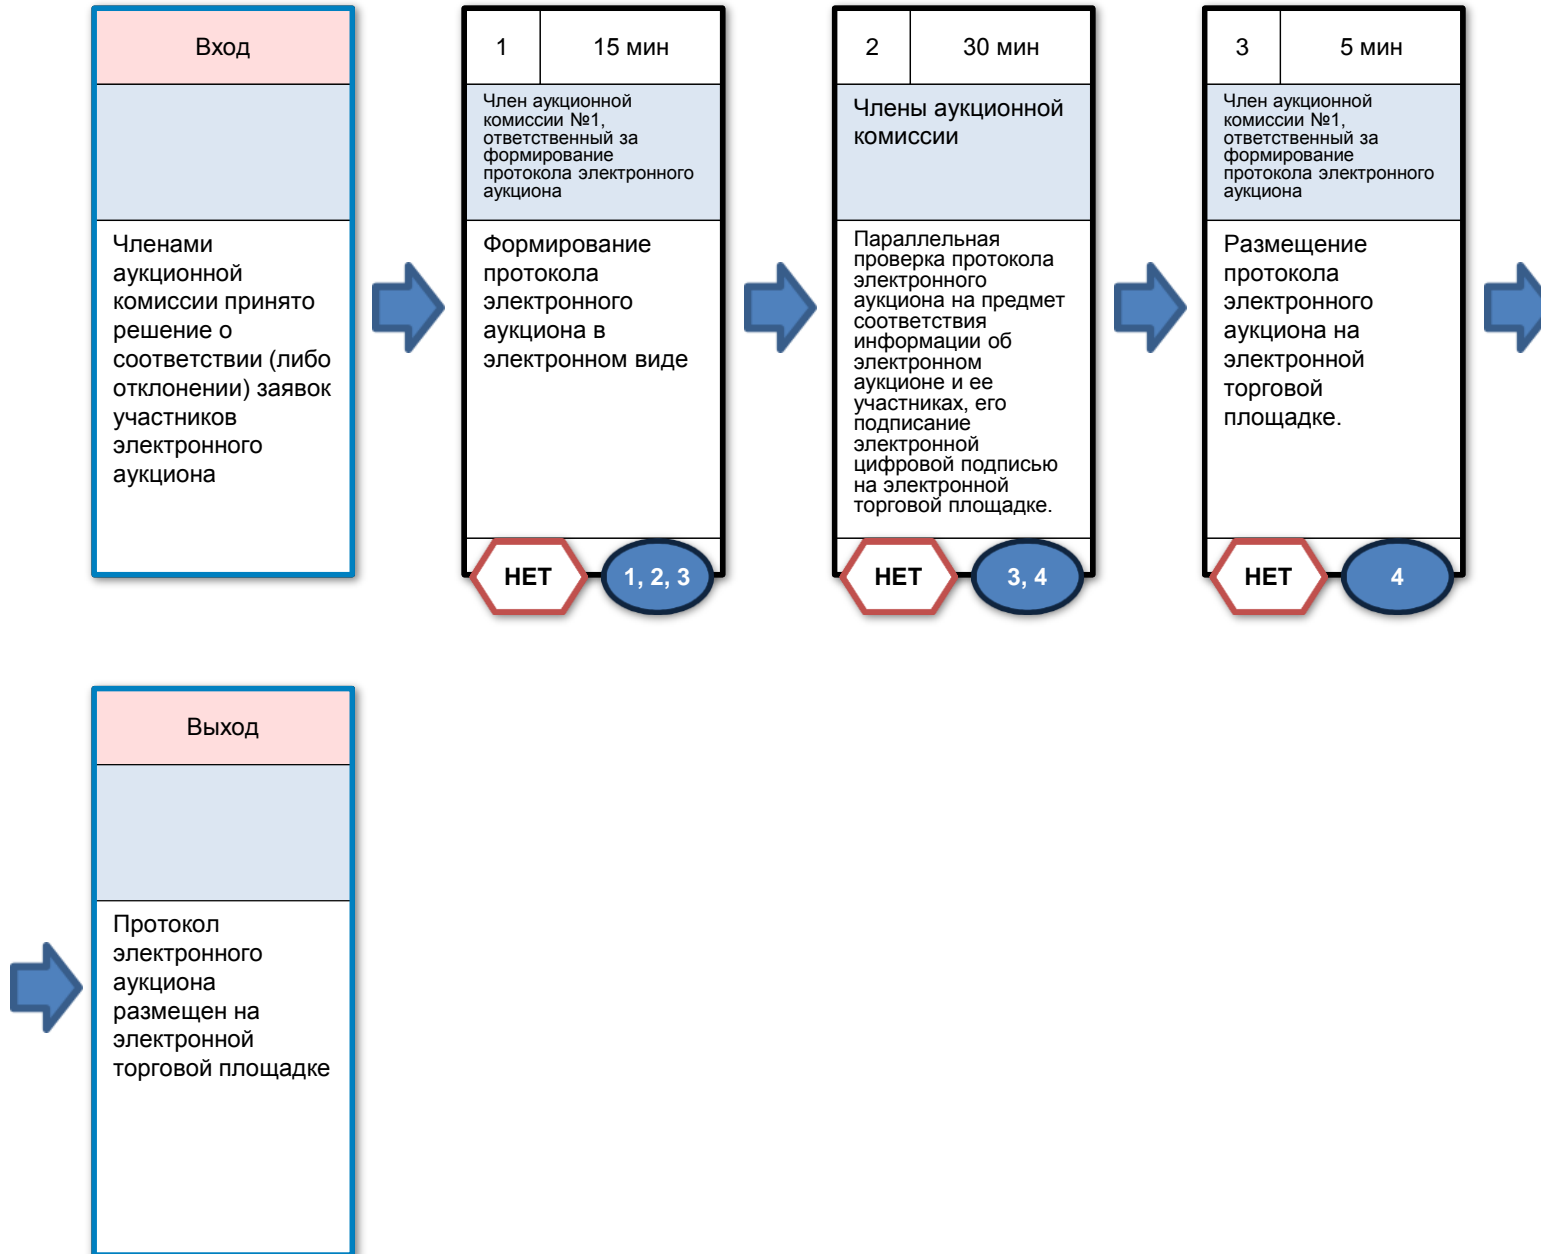 Вход
Членами
аукционной
комиссии принято
решение о
соответствии (либо
отклонении) заявок
участников
электронного
аукциона
1
15 мин
Член аукционной
комиссии №1,
ответственный за
формирование
протокола электронного
аукциона
Формирование
протокола
электронного
аукциона в
электронном виде
НЕТ
1, 2, 3
2
30 мин
Члены аукционной
комиссии
Параллельная
проверка протокола
электронного
аукциона на предмет
соответствия
информации об
электронном
аукционе и ее
участниках, его
подписание
электронной
цифровой подписью
на электронной
торговой площадке.
НЕТ
3, 4
3
5 мин
Член аукционной
комиссии №1,
ответственный за
формирование
протокола электронного
аукциона
Размещение
протокола
электронного
аукциона на
электронной
торговой
площадке.
НЕТ
4
Выход
Протокол
электронного
аукциона
размещен на
электронной
торговой площадке